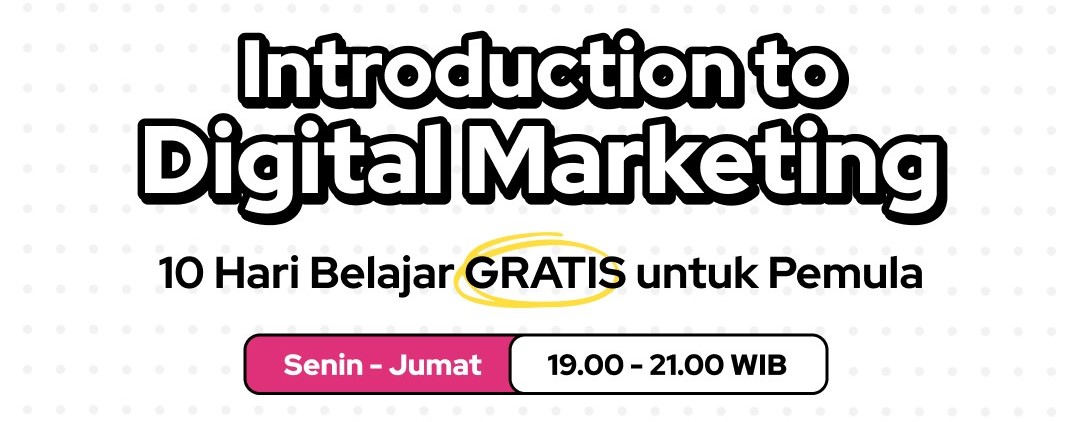 Introduction to
Digital Marketing
10 Hari Belajar GRATIS untuk Pemula
Senin - Jumat 19.00 - 21.00 WIB